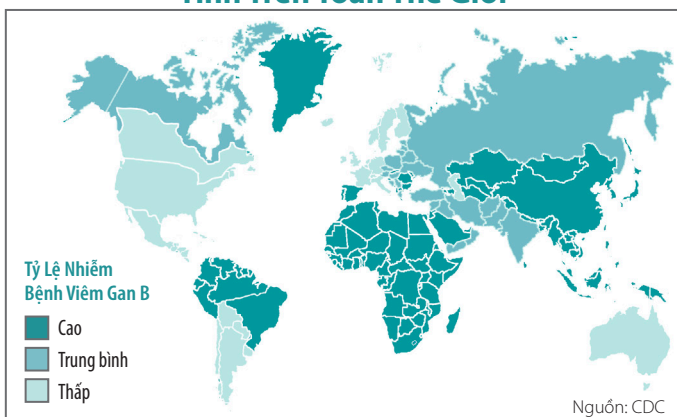 Tỷ Lệ Nhiễm
Bệnh Viêm Gan B
Cao
Trung bình
Thấp
Nguồn: CDC